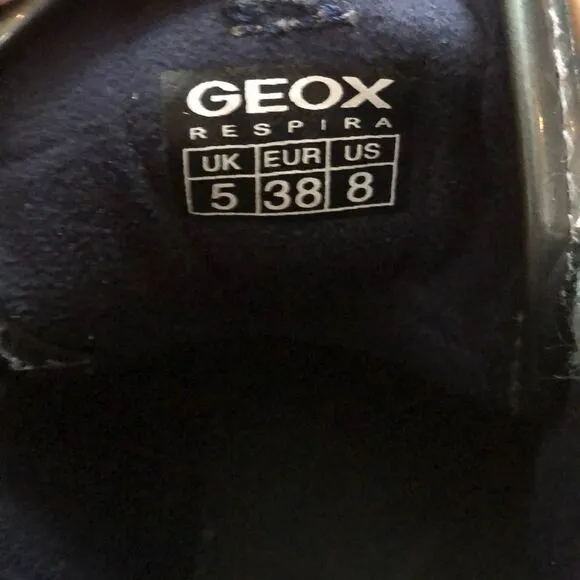 GEOX
RESPIRA
UK EUR US
5 38 8